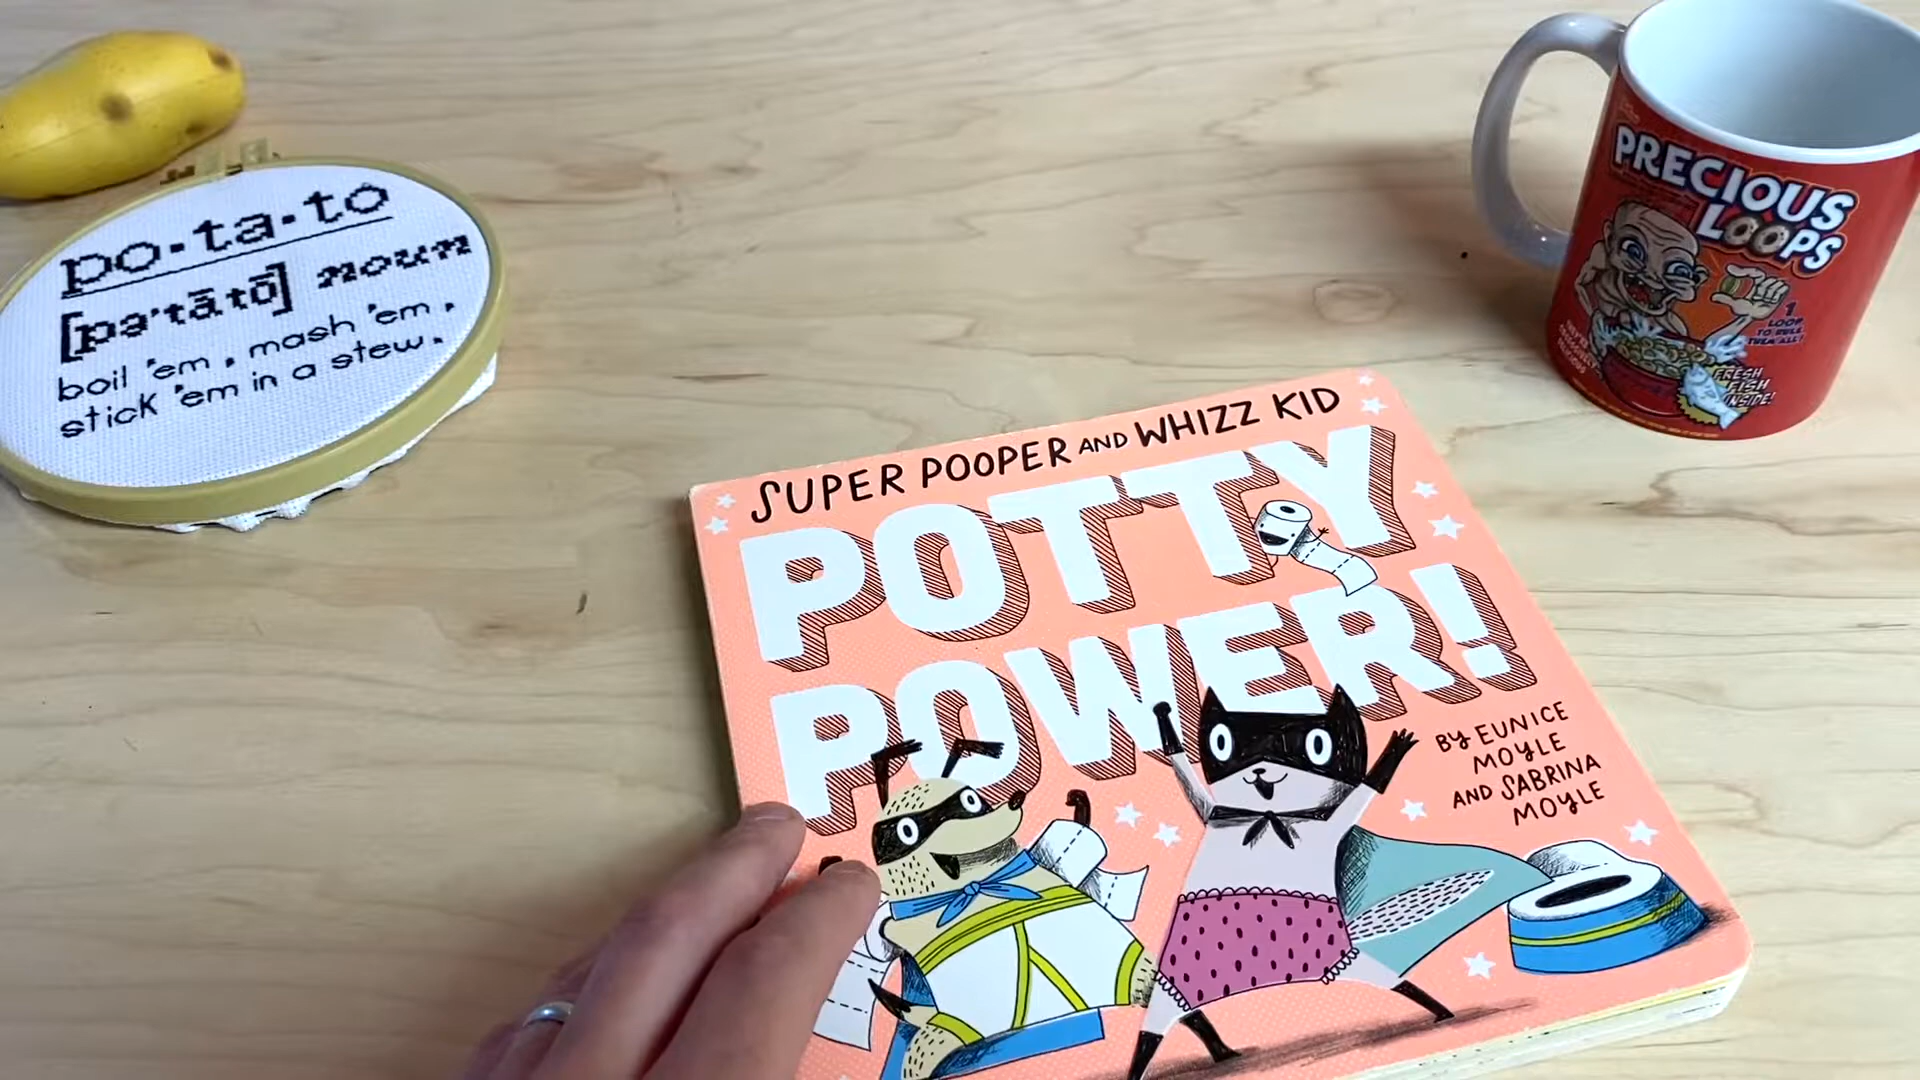 po·ta·to
[pə'tātō] noun
boil 'em, mash 'em,
stick 'em in a stew.
PRECIOUS
LOOPS
1
LOOP
TO RULE
THEM ALL!
FRESH
FISH
INSIDE!
SUPER POOPER AND WHIZZ KID
POTTY
POWER!
BY EUNICE
MOYLE
AND SABRINA
MOYLE